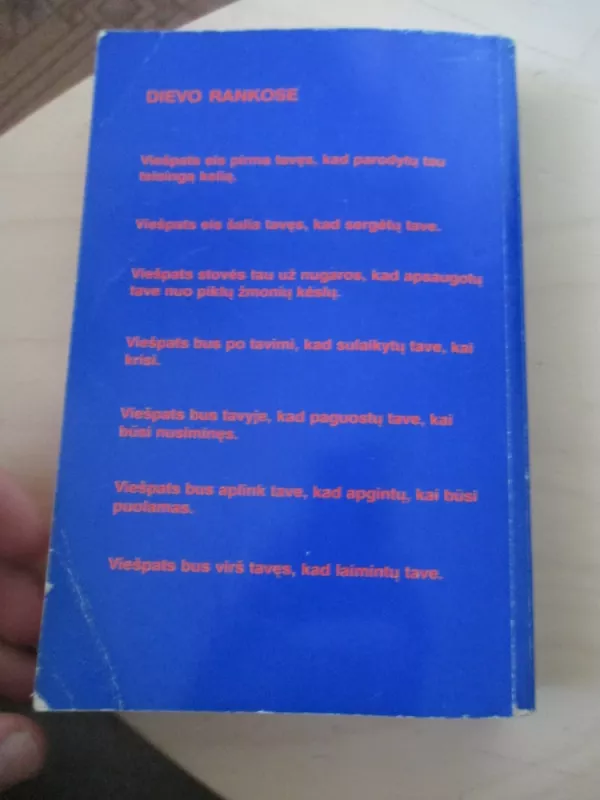 DIEVO RANKOSE
Viešpats eis pirma tavęs, kad parodytų tau
teisingą kelią.
Viešpats eis šalia tavęs, kad sergėtų tave.
Viešpats stovės tau už nugaros, kad apsaugotų
tave nuo piktų žmonių kėslų.
Viešpats bus po tavimi, kad sulaikytų tave, kai
krisi.
Viešpats bus tavyje, kad paguostų tave, kai
būsi nusiminęs.
Viešpats bus aplink tave, kad apgintų, kai būsi
puolamas.
Viešpats bus virš tavęs, kad laimintų tave.